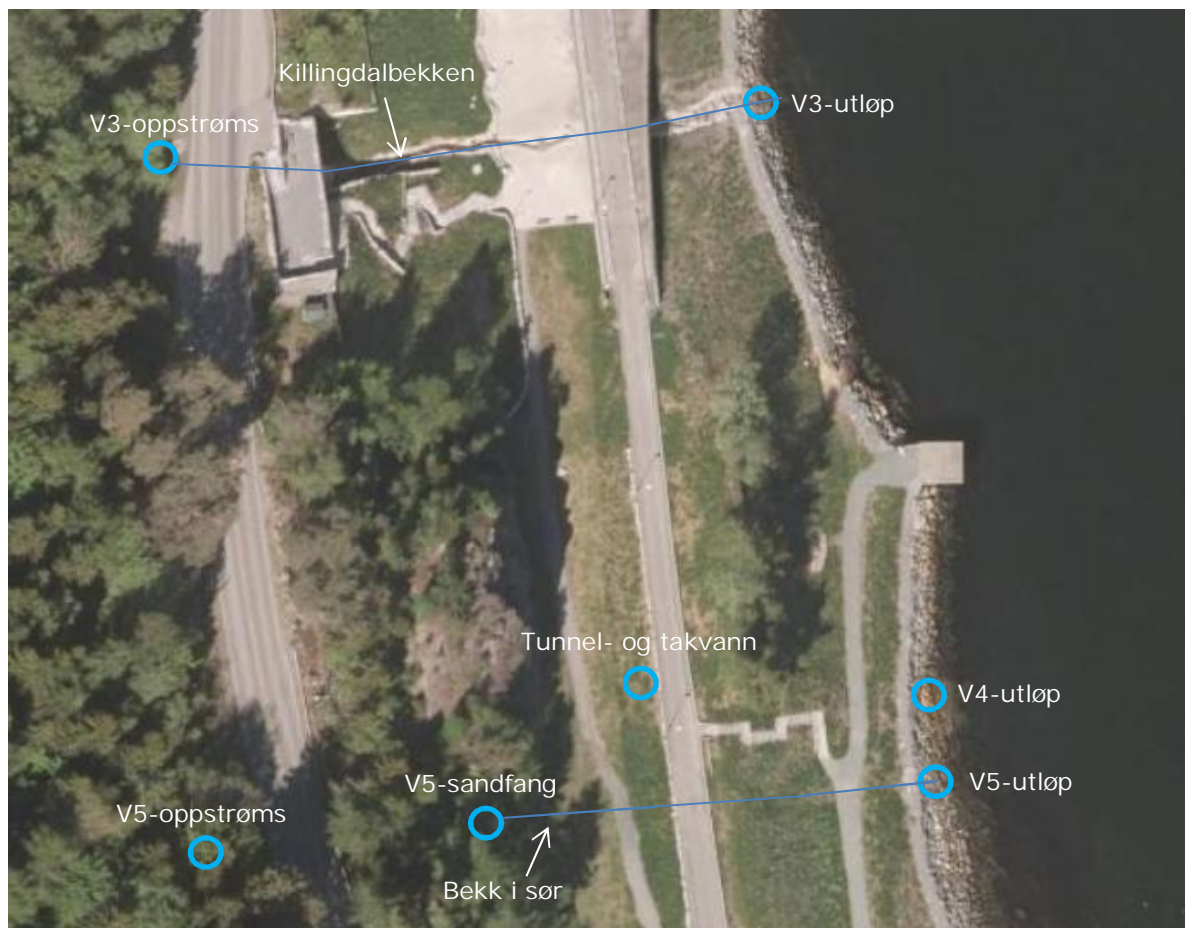 Killingdalbekken
V3-oppstrøms
V3-utløp
Tunnel- og takvann
V4-utløp
V5-sandfang
V5-utløp
V5-oppstrøms
Bekk i sør